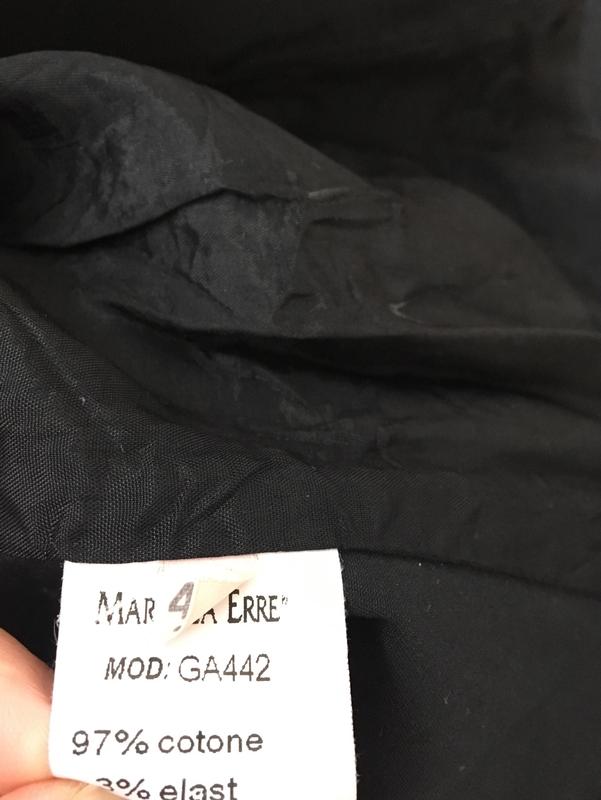 MAR 4 ERRE
MOD: GA442
97% cotone
3% elast